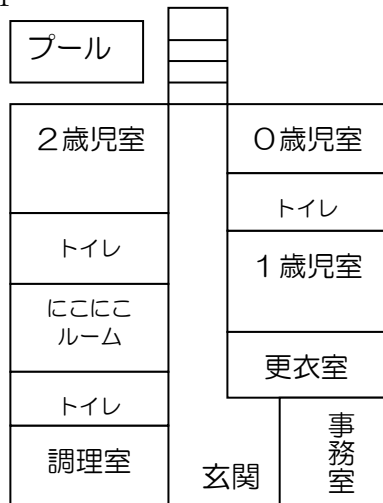 プール
2歳児室
0歳児室
トイレ
トイレ
1歳児室
にこにこ
ルーム
更衣室
トイレ
調理室
玄関
事務室